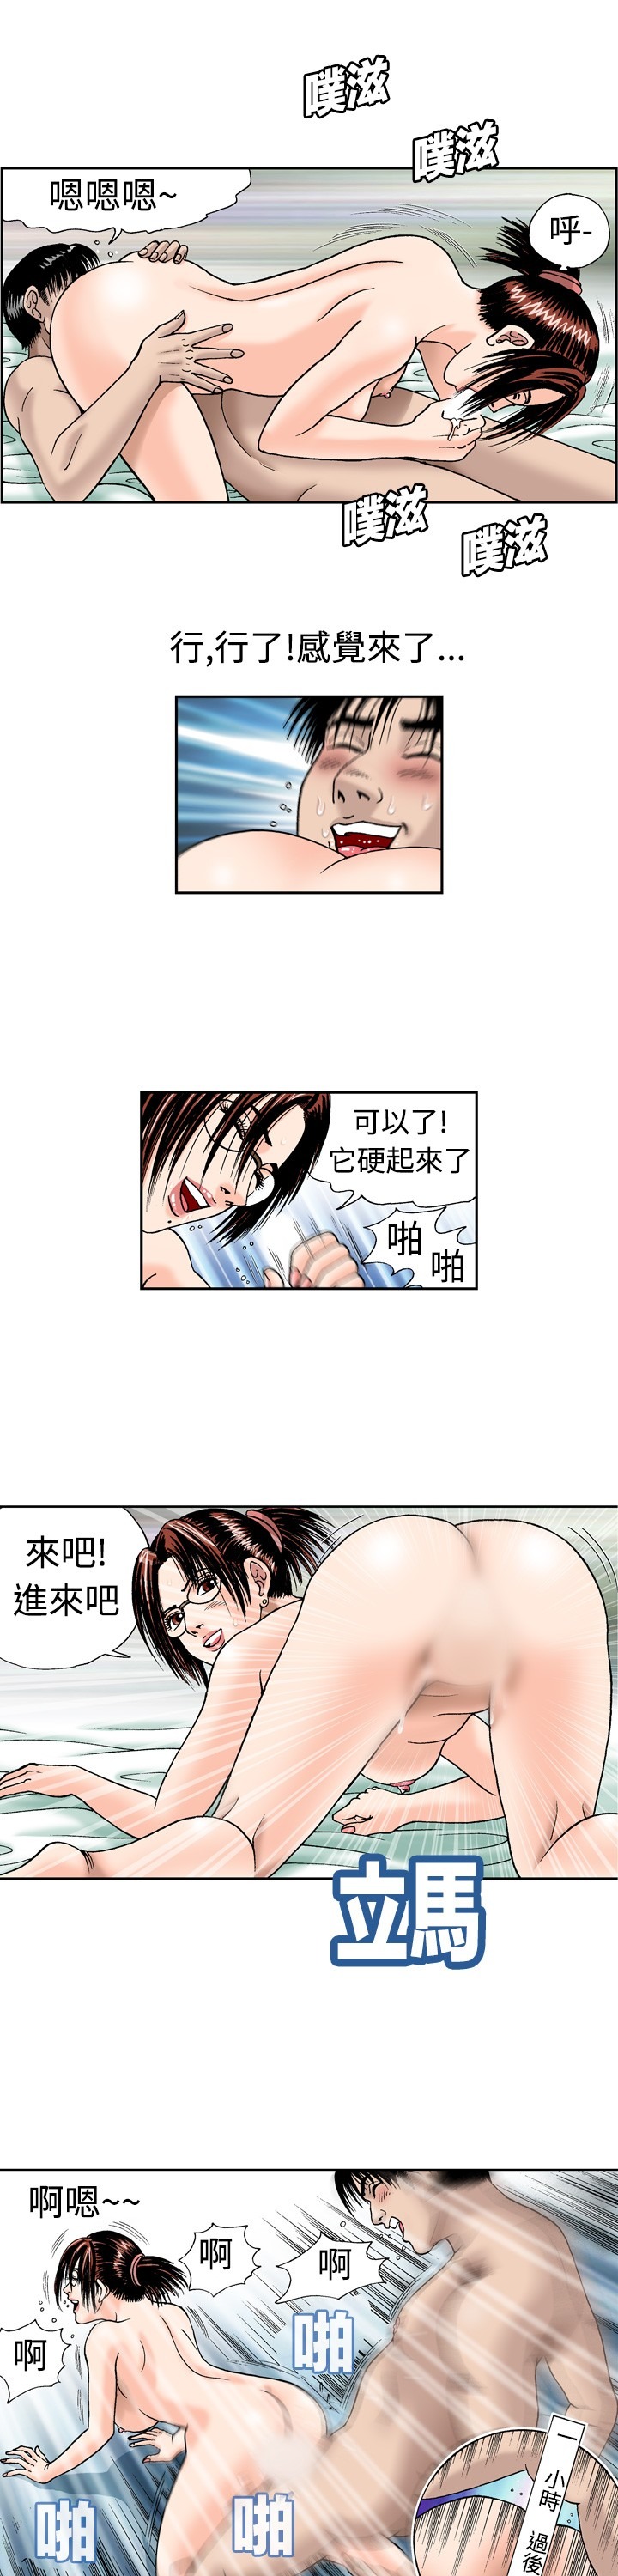 噗滋
噗滋
嗯嗯嗯~
呼-
噗滋
噗滋
行,行了!感覺來了...
可以了!
它硬起來了
啪
啪
來吧!
進來吧
立馬
啊嗯~~
啊
啊
啪
啊
啪
啪
一小時過後